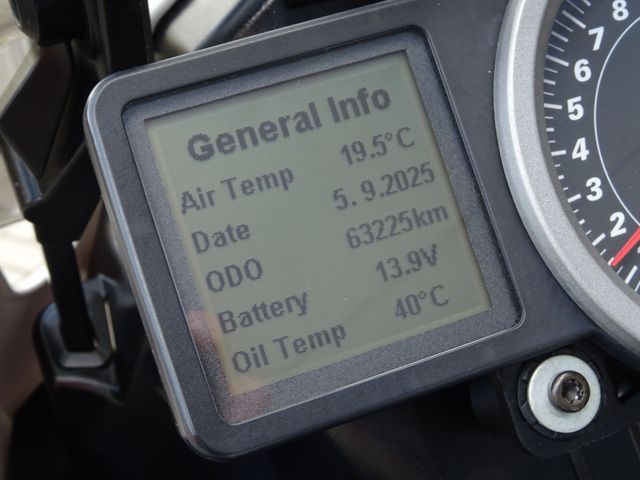 General Info
Air Temp 19.5°C
Date 5. 9.2025
ODO 63225km
Battery 13.9V
Oil Temp 40°C
8
7
6
5
4
3
2
1